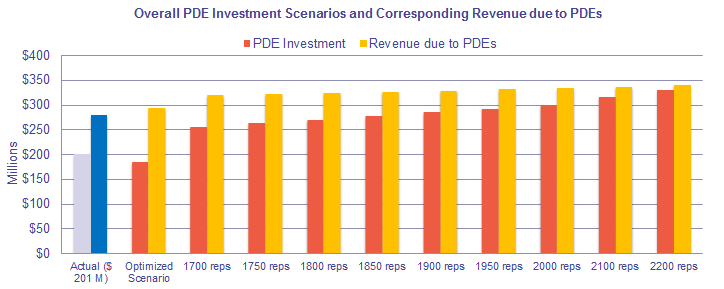 Overall PDE Investment Scenarios and Corresponding Revenue due to PDEs
PDE Investment Revenue due to PDEs
$400
$350
$300
$250
$200
$150
$100
$50
$0
Millions
Actual ($ 
201 M)
Optimized
Scenario
1700 reps
1750 reps
1800 reps
1850 reps
1900 reps
1950 reps
2000 reps
2100 reps
2200 reps